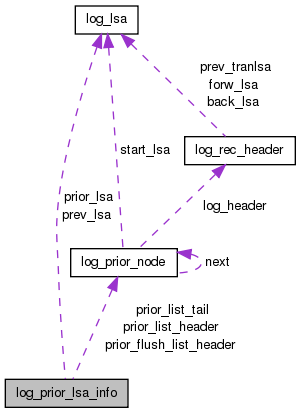 log_lsa
prev_tranlsa
forw_lsa
back_lsa
start_lsa
log_rec_header
prior_lsa
prev_lsa
log_header
log_prior_node
next
prior_list_tail
prior_list_header
prior_flush_list_header
log_prior_lsa_info